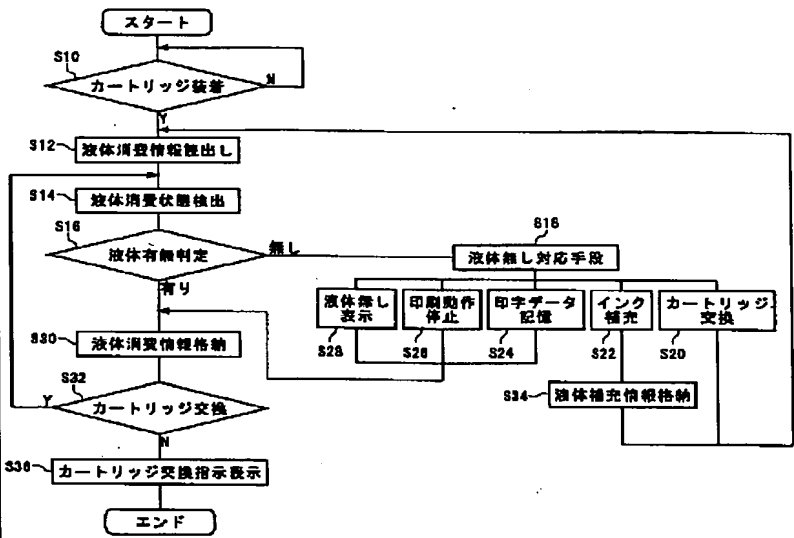 スタート
S10
カートリッジ装着
N
Y
S12
液体消費情報読出し
S14
液体消費状態検出
S16
液体有無判定
無し
有り
S18
液体無し対応手段
液体無し
表示
印刷動作
停止
印字データ
記憶
インク
補充
カートリッジ
交換
S28
S26
S24
S22
S20
S30
液体消費情報格納
S34
液体補充情報格納
S32
カートリッジ交換
Y
N
S36
カートリッジ交換指示表示
エンド